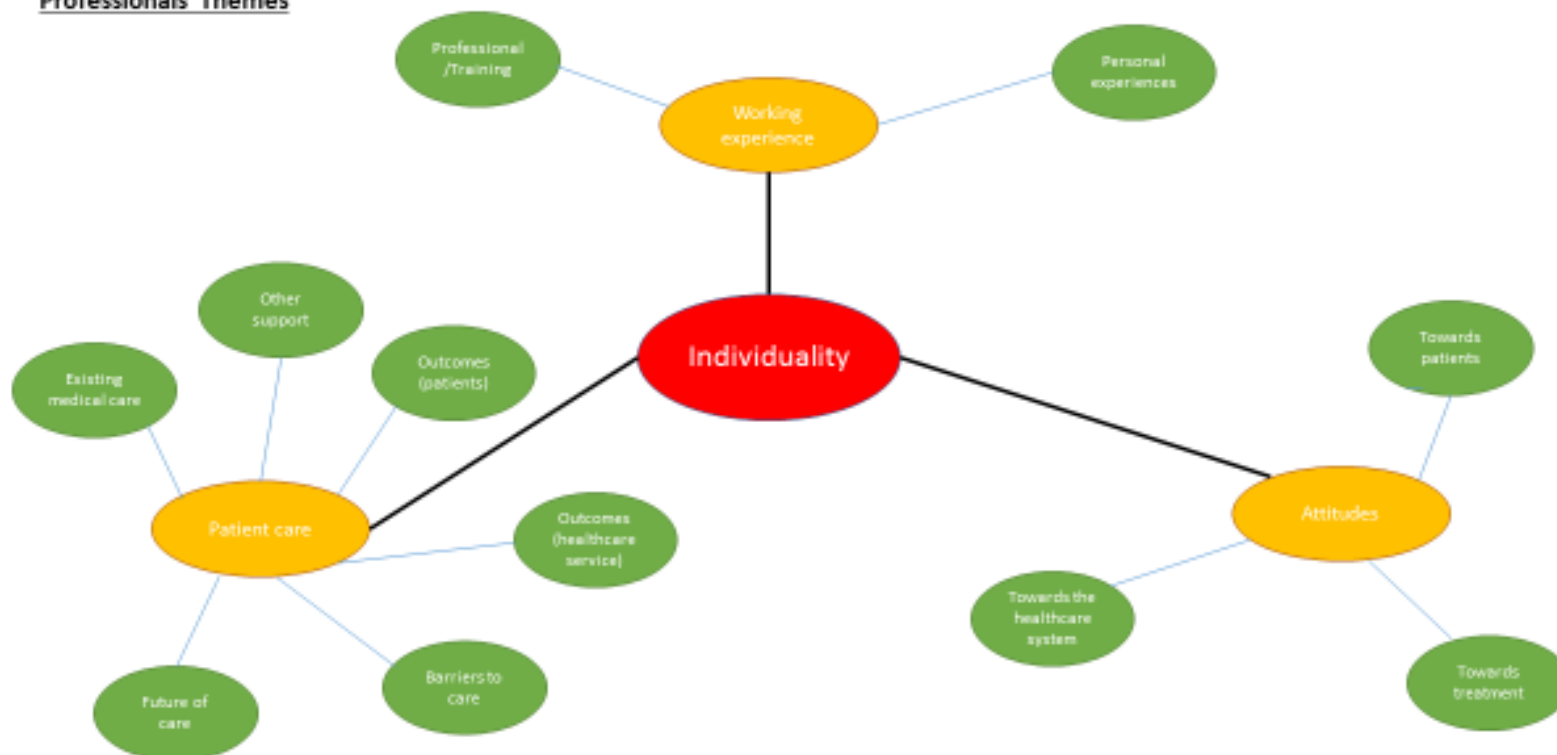 Professionals' Themes
Professional
/Training
Personal
experiences
Working
experience
Other
support
Individuality
Towards
patients
Outcomes
(patients)
Existing
medical care
Patient care
Attitudes
Outcomes
(healthcare
service)
Towards the
healthcare
system
Barriers to
care
Towards
treatment
Future of
care